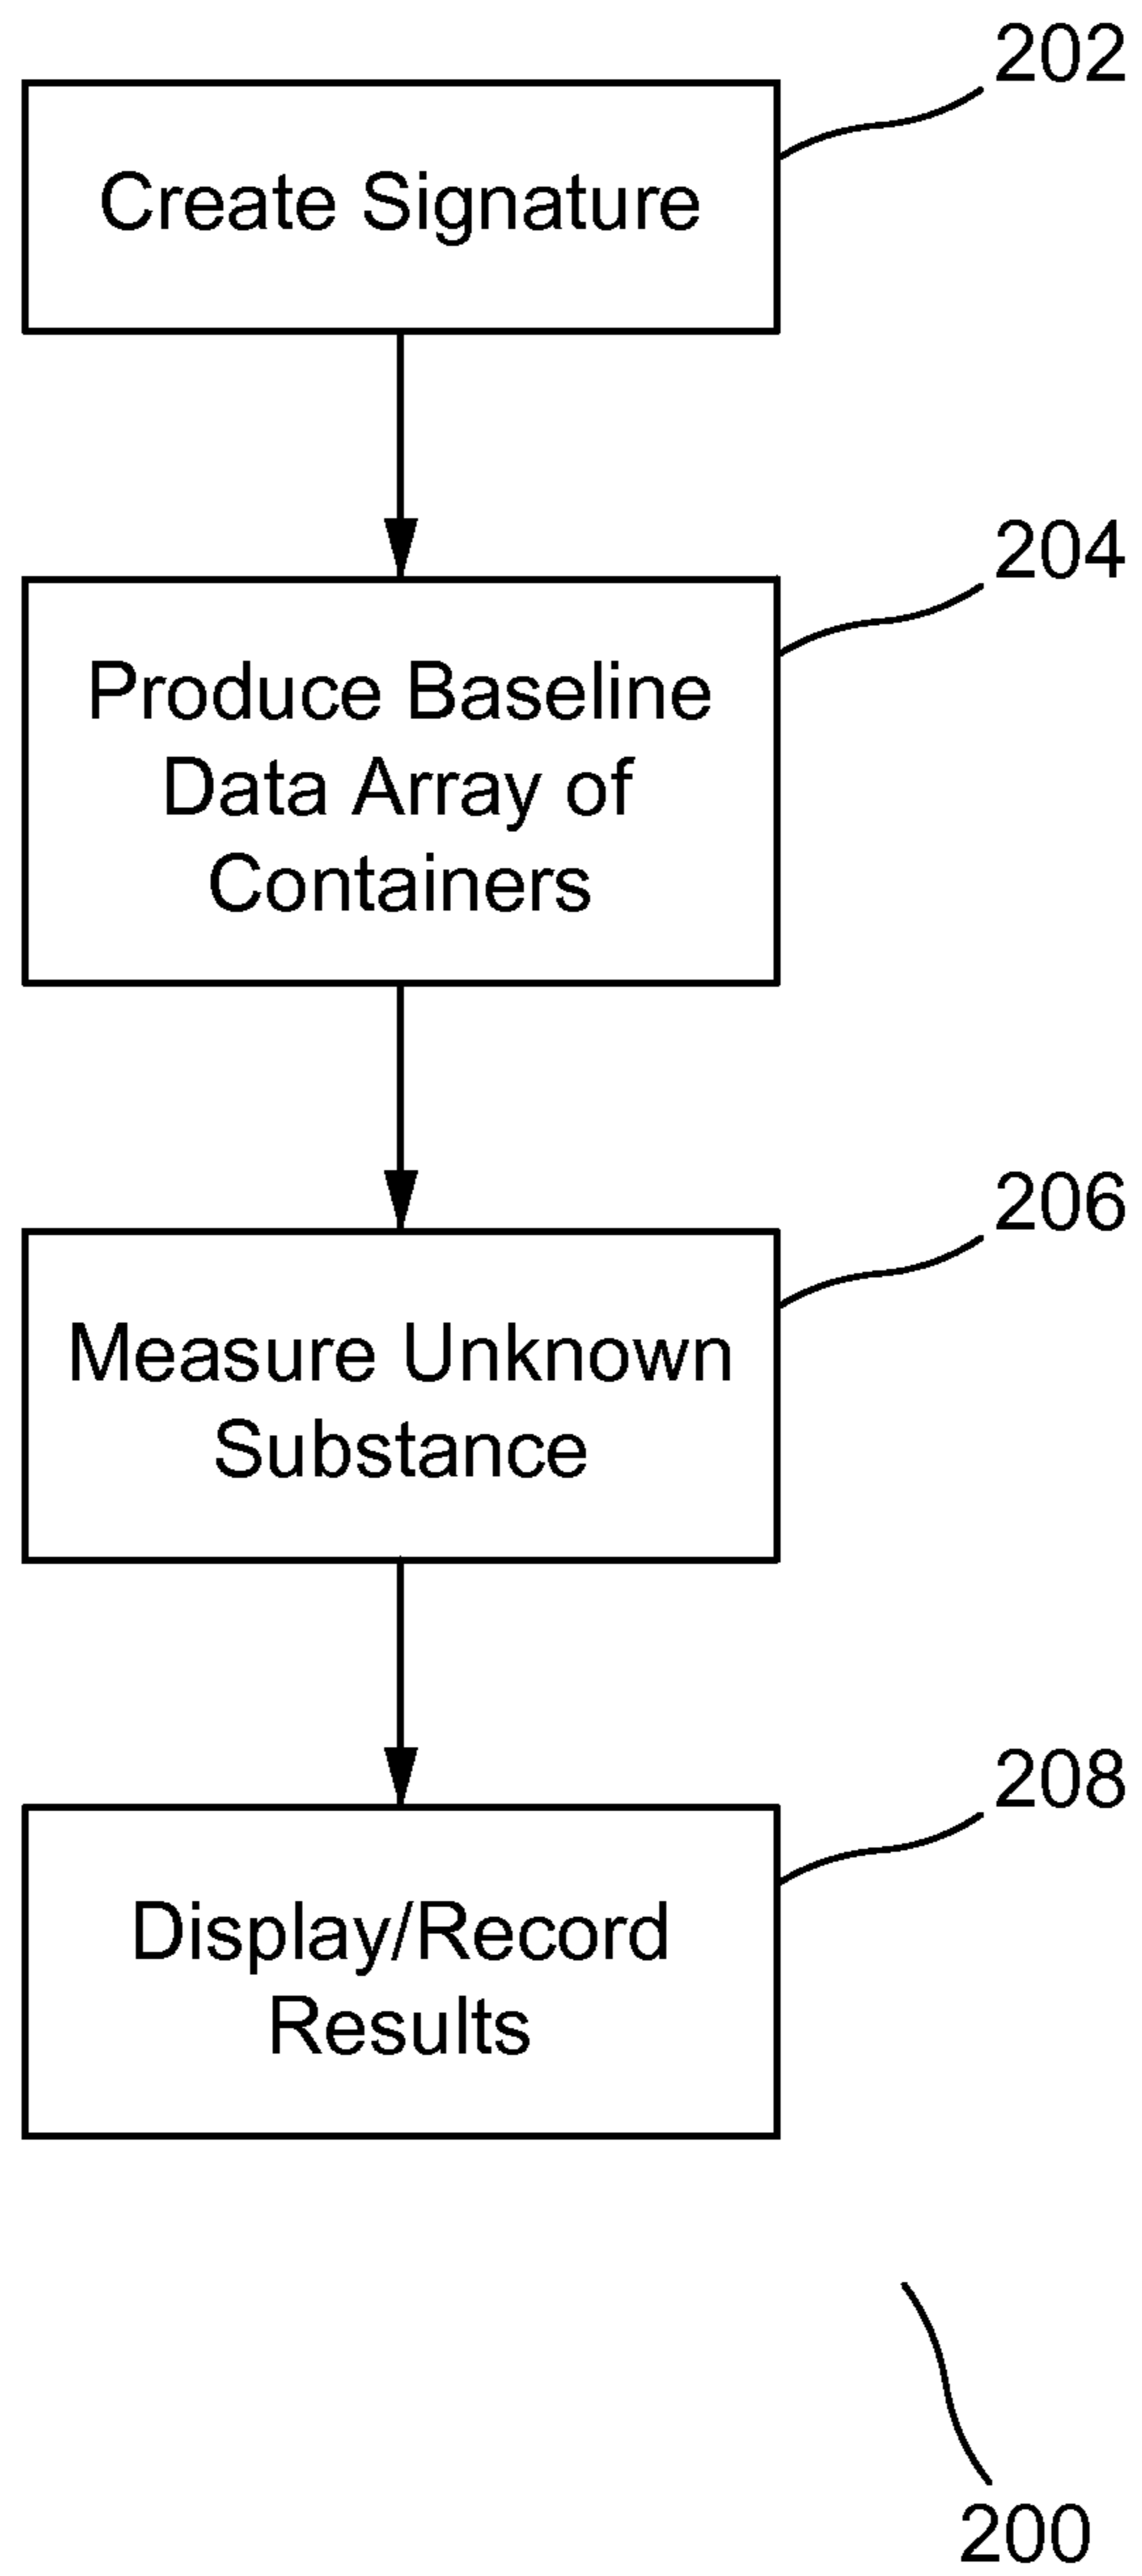 202
Create Signature
204
Produce Baseline
Data Array of
Containers
206
Measure Unknown
Substance
208
Display/Record
Results
200